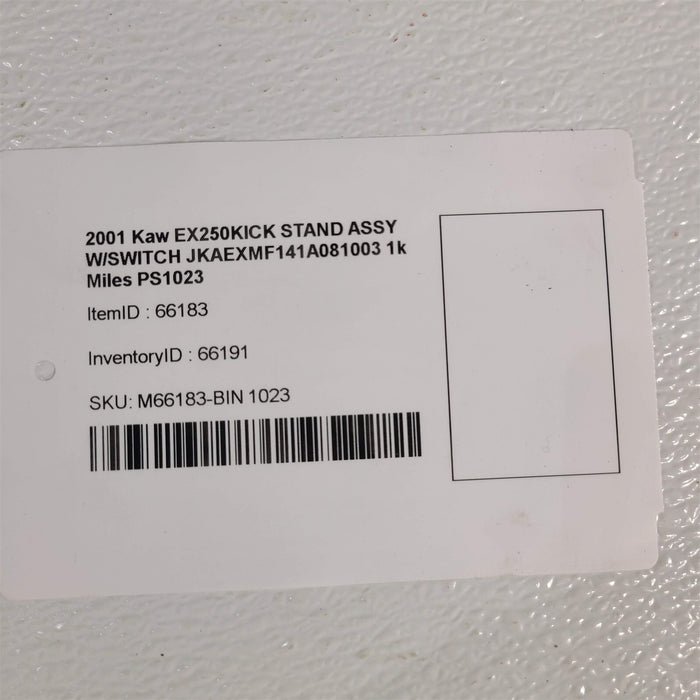 2001 Kaw EX250KICK STAND ASSY
W/SWITCH JKAEXMF141A081003 1k
Miles PS1023
ItemID : 66183
InventoryID : 66191
SKU: M66183-BIN 1023